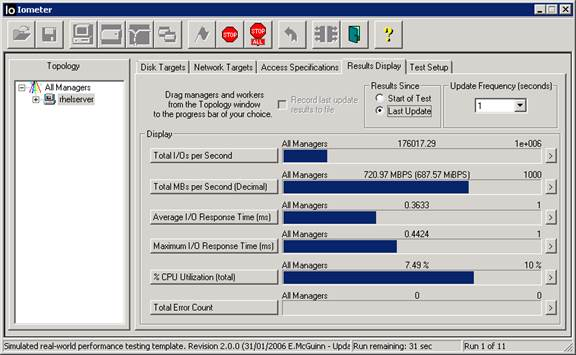 Iometer
STOP
STOP ALL
?
Topology
All Managers
rhelserver
Disk Targets Network Targets Access Specifications Results Display Test Setup
Drag managers and workers
from the Topology window
to the progress bar of your choice.
Record last update
results to file
Results Since
Start of Test
Last Update
Update Frequency (seconds)
1
Display
All Managers 176017.29 1e+006
Total I/Os per Second >
All Managers 720.97 MBPS (687.57 MiBPS) 1000
Total MBs per Second (Decimal) >
All Managers 0.3633 1
Average I/O Response Time (ms) >
All Managers 0.4424 1
Maximum I/O Response Time (ms) >
All Managers 7.49 % 10 %
% CPU Utilization (total) >
All Managers 0 0
Total Error Count >
Simulated real-world performance testing template. Revision 2.0.0 (31/01/2006 E.McGuinn - Upda Run remaining: 31 sec Run 1 of 11